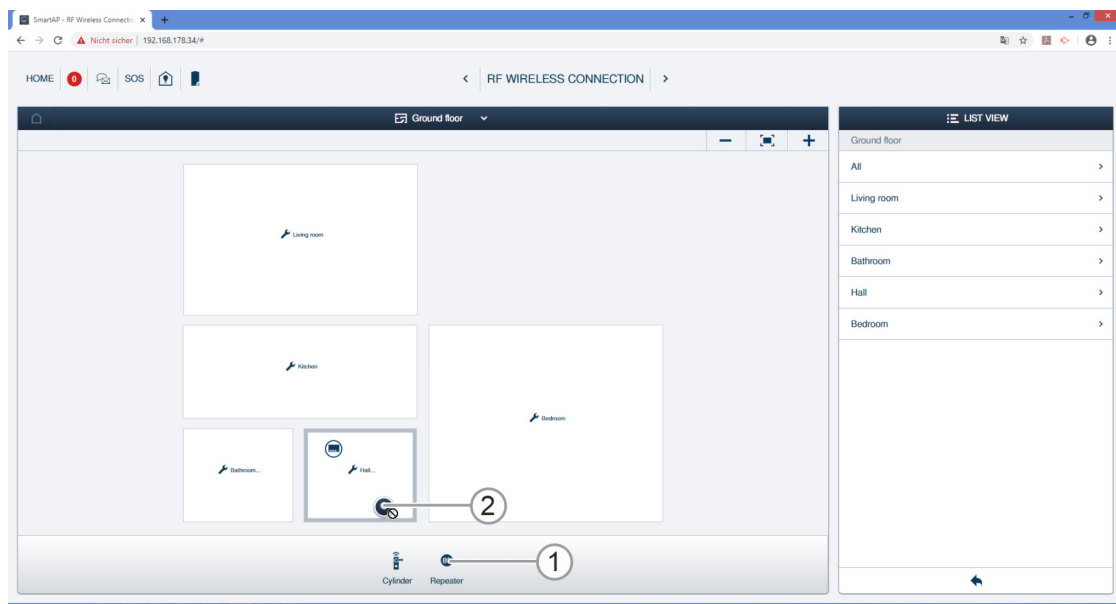 SmartAP - RF Wireless Connectic
Nicht sicher | 192.168.178.34/#
HOME 0 SOS RF WIRELESS CONNECTION
Ground floor
LIST VIEW
Ground floor
All
Living room
Kitchen
Bathroom
Hall
Bedroom
Living room
Kitchen
Bedroom
Bathroom...
Hall...
2
1
Cylinder
Repeater